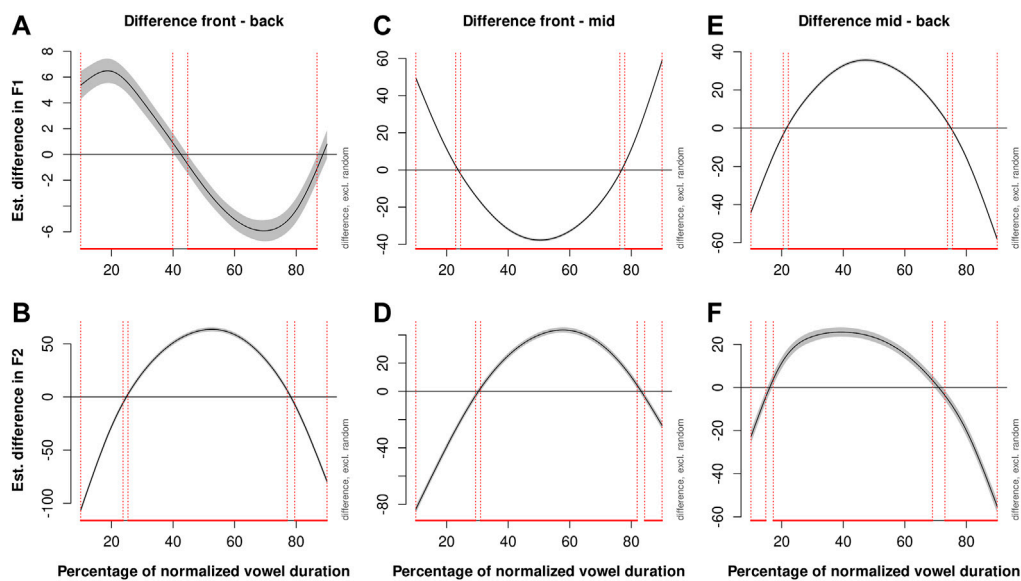 A
Difference front - back
C
Difference front - mid
E
Difference mid - back
Est. difference in F1
8
6
4
2
0
-2
-6
20
40
60
80
difference, excl. random
60
40
20
0
20
-40
20
40
60
80
difference, excl. random
40
20
0
-20
-40
-60
20
40
60
80
difference, excl. random
B
D
F
Est. difference in F2
50
0
-50
-100
20
40
60
80
difference, excl. random
20
0
-40
-80
20
40
60
80
difference, excl. random
20
0
-20
-40
-60
20
40
60
80
difference, excl. random
Percentage of normalized vowel duration
Percentage of normalized vowel duration
Percentage of normalized vowel duration